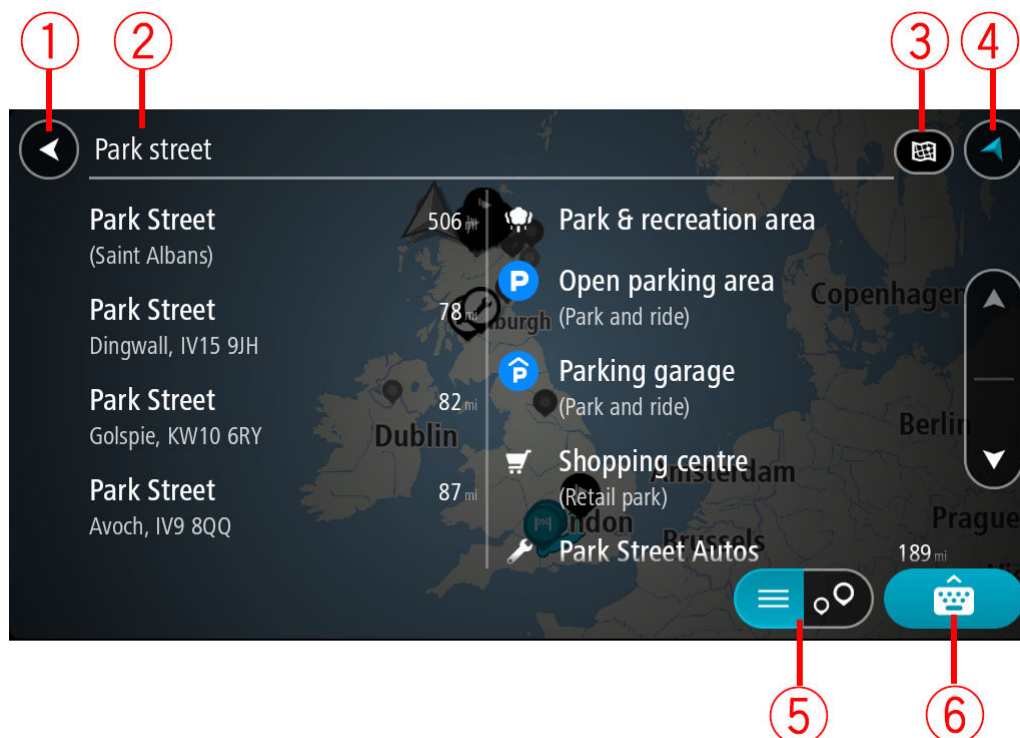 1 2 3 4
Park street
Park Street 506
(Saint Albans)
Park Street 78 mi
Dingwall, IV15 9JH
Park Street 82 mi
Golspie, KW10 6RY
Park Street 87 mi
Avoch, IV9 8QQ
Park & recreation area
Open parking area
(Park and ride)
Parking garage
(Park and ride)
Shopping centre
(Retail park)
Park Street Autos 189 mi
P
P
Copenhagen
burgh
Dublin
Berlin
Amsterdam
ndon
Brussels
Prague
5 6